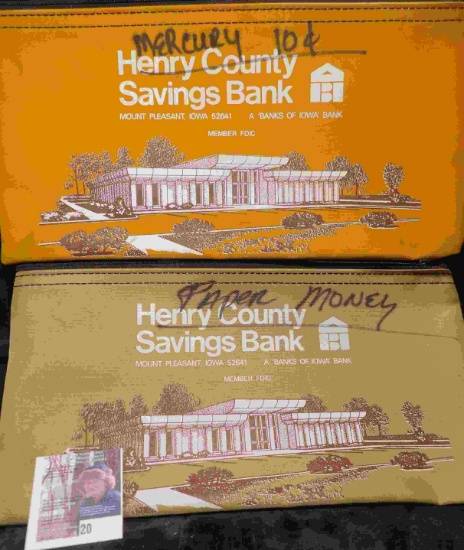 MERCURY 10¢
Henry County
Savings Bank
MOUNT PLEASANT, IOWA 52641 A 'BANKS OF IOWA' BANK
MEMBER FDIC
PAPER MONEY
Henry County
Savings Bank
MOUNT PLEASANT, IOWA 52641 A 'BANKS OF IOWA' BANK
MEMBER FDIC
20